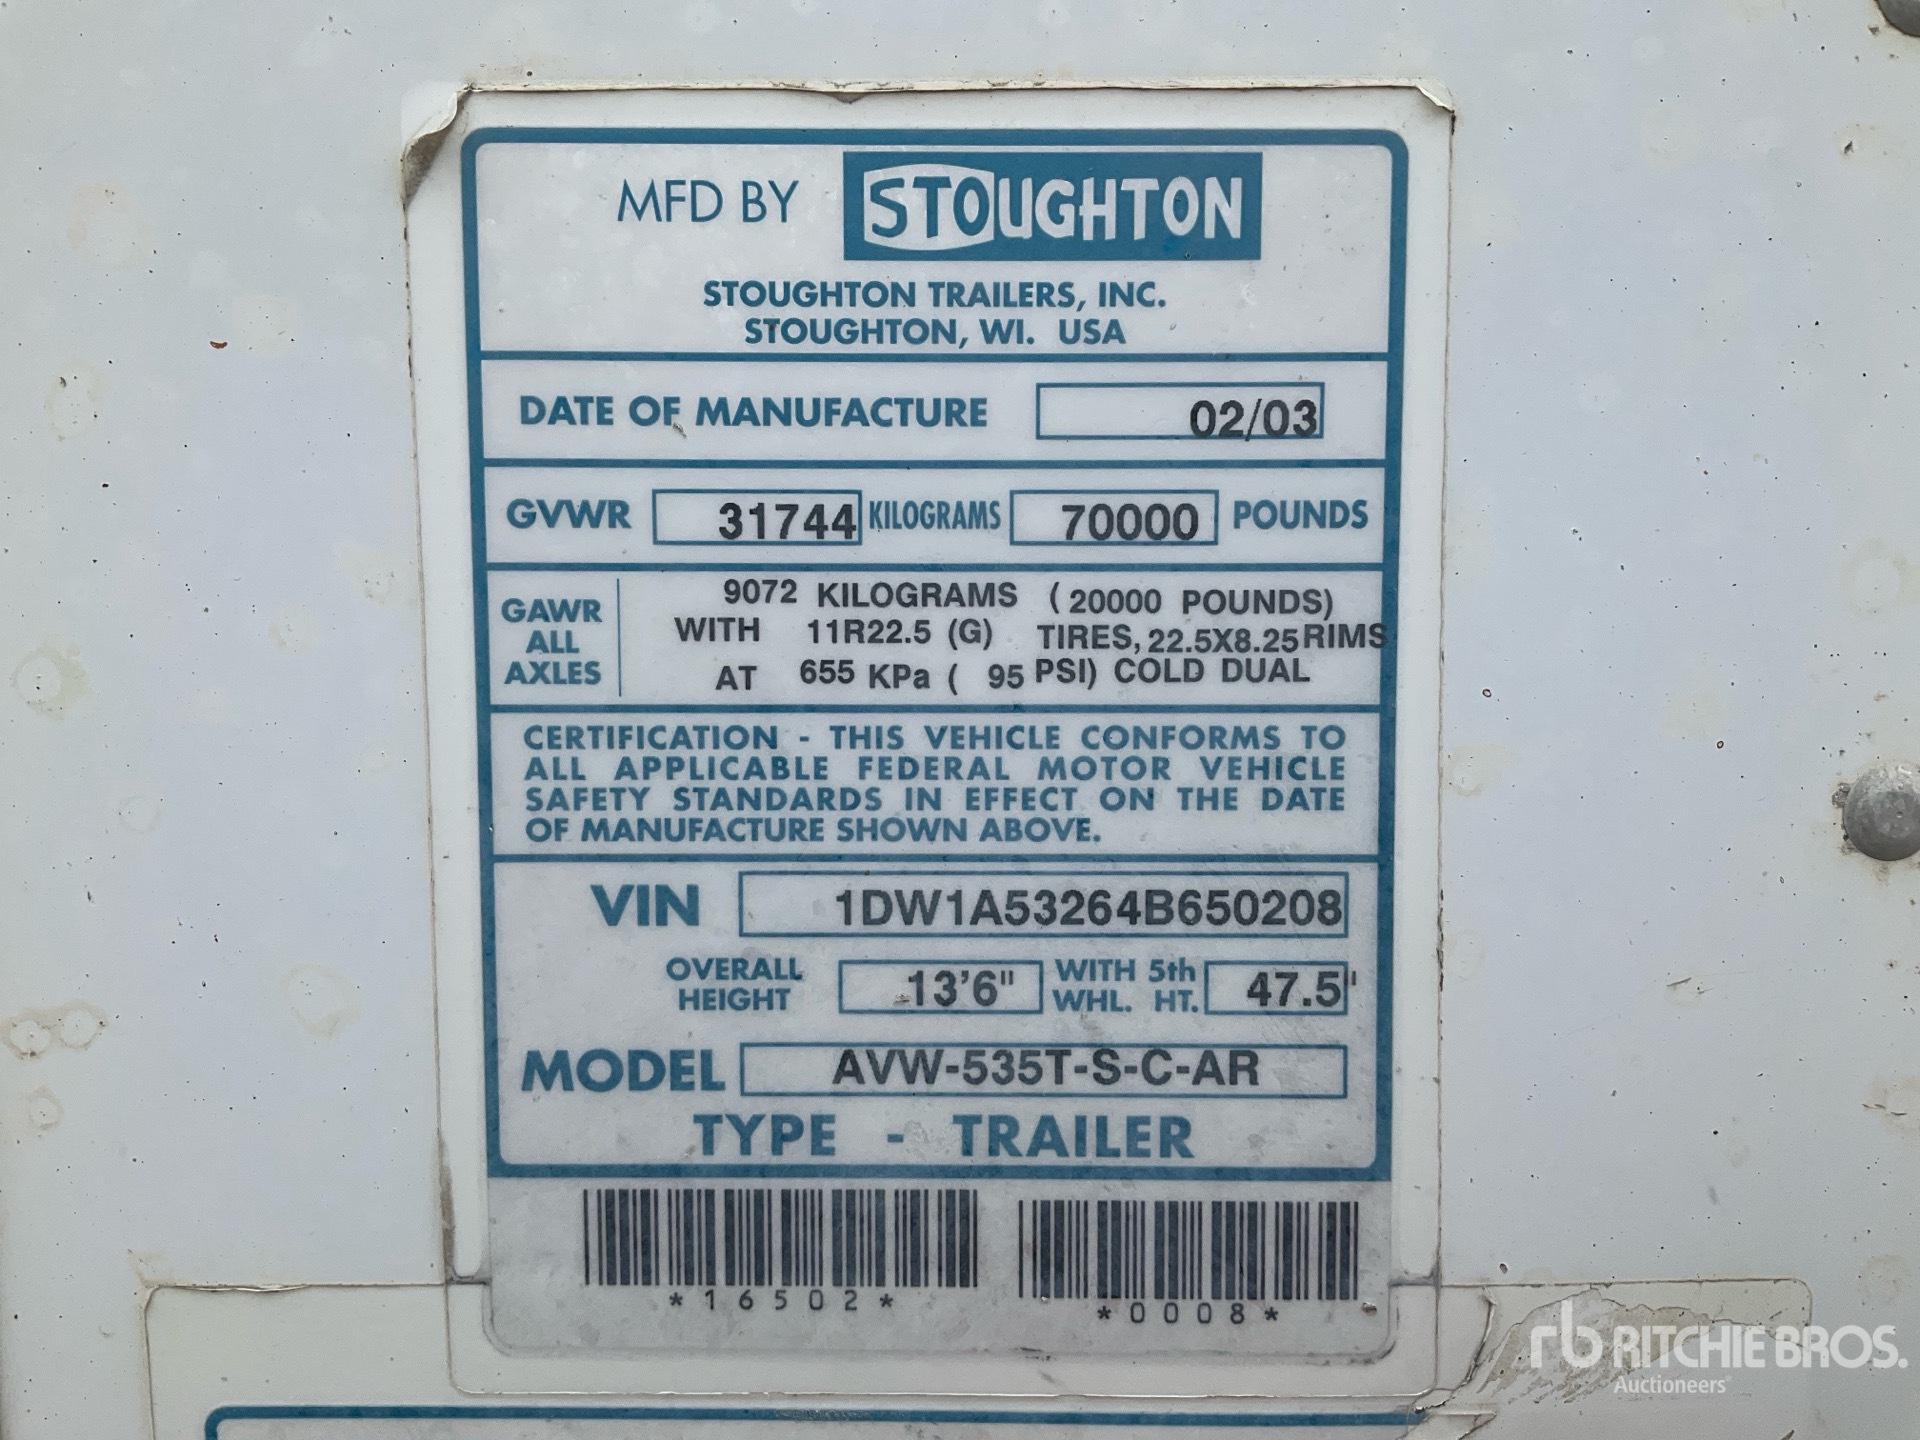 MFD BY STOUGHTON
STOUGHTON TRAILERS, INC.
STOUGHTON, WI. USA
DATE OF MANUFACTURE 02/03
GVWR 31744 KILOGRAMS 70000 POUNDS
GAWR ALL AXLES
9072 KILOGRAMS (20000 POUNDS)
WITH 11R22.5 (G) TIRES, 22.5X8.25 RIMS
AT 655 KPa ( 95 PSI) COLD DUAL
CERTIFICATION - THIS VEHICLE CONFORMS TO
ALL APPLICABLE FEDERAL MOTOR VEHICLE
SAFETY STANDARDS IN EFFECT ON THE DATE
OF MANUFACTURE SHOWN ABOVE.
VIN 1DW1A53264B650208
OVERALL HEIGHT 13'6" WITH 5th WHL. HT. 47.5"
MODEL AVW-535T-S-C-AR
TYPE - TRAILER
*16502* *0008*
rb RITCHIE BROS.
Auctioneers